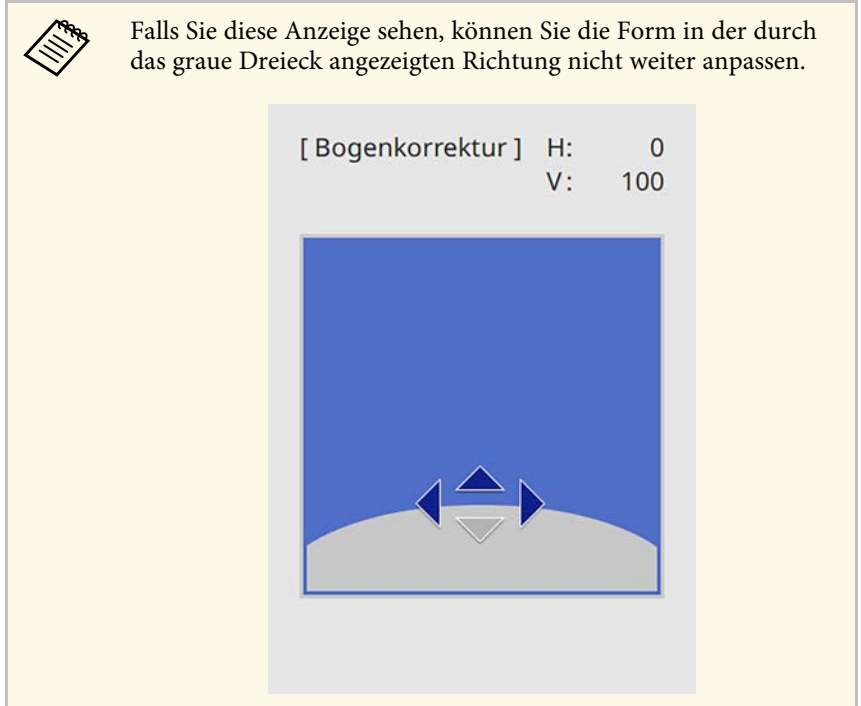 Falls Sie diese Anzeige sehen, können Sie die Form in der durch
das graue Dreieck angezeigten Richtung nicht weiter anpassen.
[ Bogenkorrektur ] H: 0
V: 100